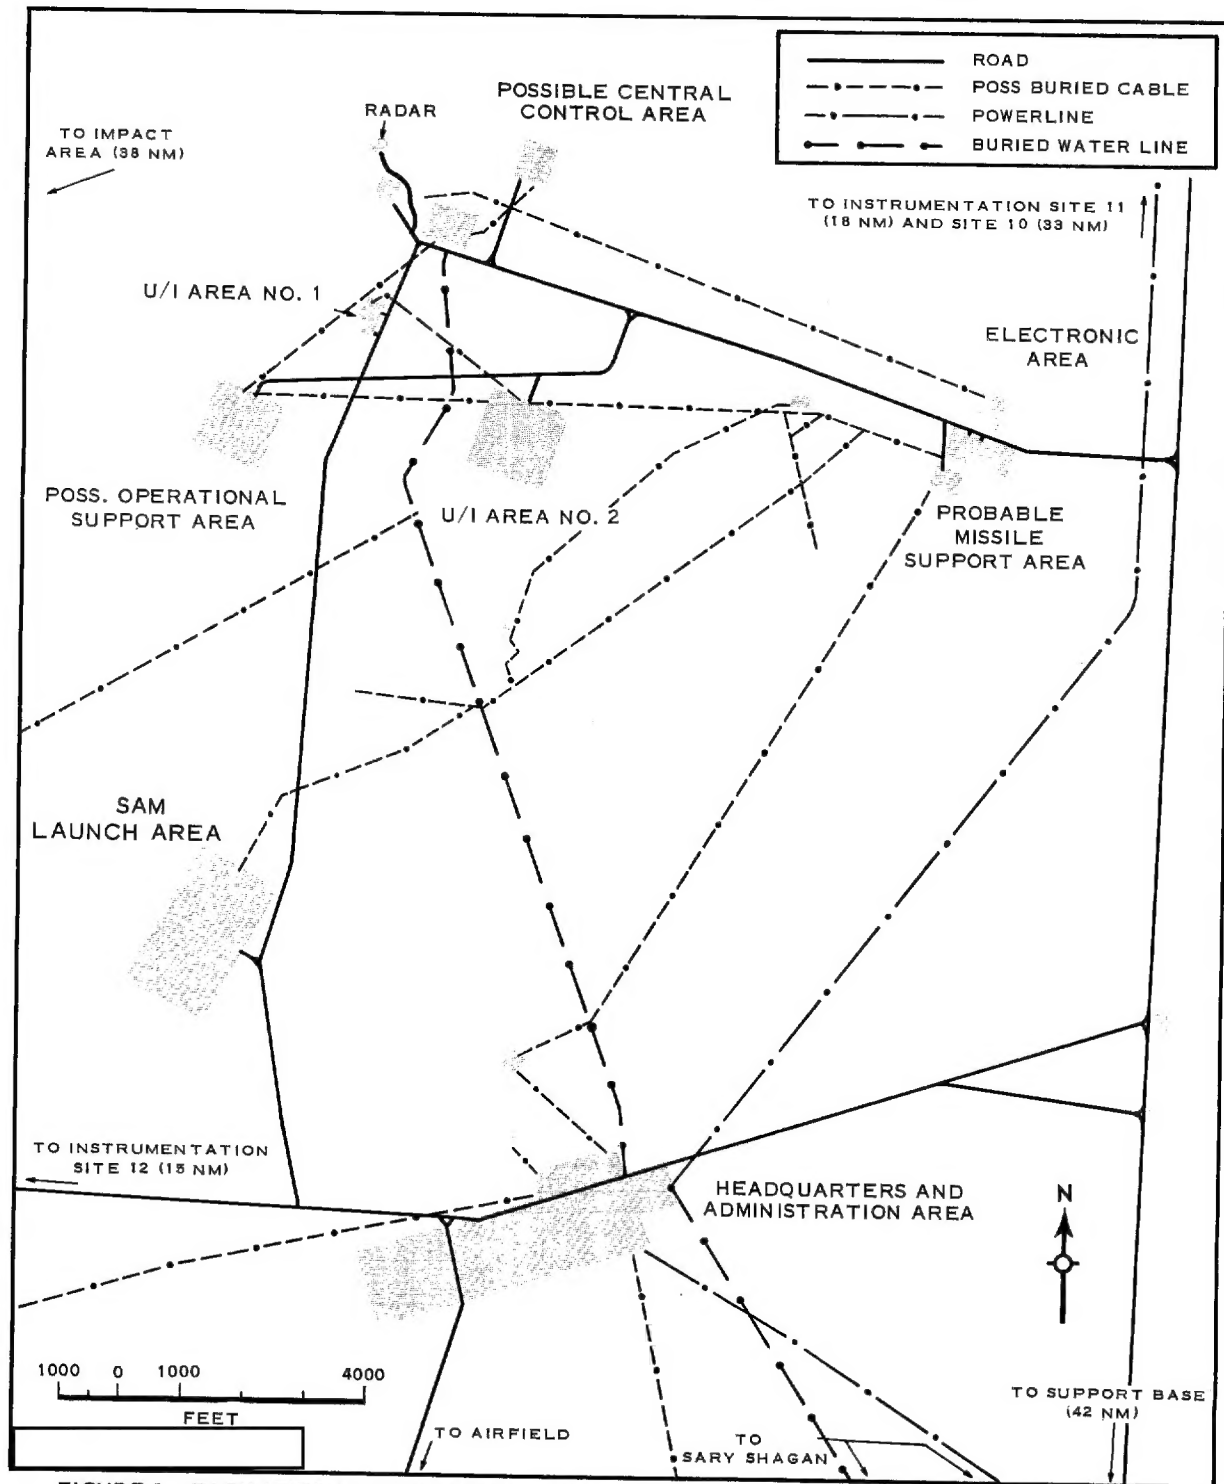 ROAD
POSS BURIED CABLE
POWERLINE
BURIED WATER LINE
POSSIBLE CENTRAL
CONTROL AREA
RADAR
TO IMPACT
AREA (38 NM)
TO INSTRUMENTATION SITE 11
(18 NM) AND SITE 10 (33 NM)
U/I AREA NO. 1
ELECTRONIC
AREA
POSS. OPERATIONAL
SUPPORT AREA
U/I AREA NO. 2
PROBABLE
MISSILE
SUPPORT AREA
SAM
LAUNCH AREA
TO INSTRUMENTATION
SITE 12 (15 NM)
HEADQUARTERS AND
ADMINISTRATION AREA
N
1000 0 1000 4000
FEET
TO AIRFIELD
TO
SARY SHAGAN
TO SUPPORT BASE
(42 NM)